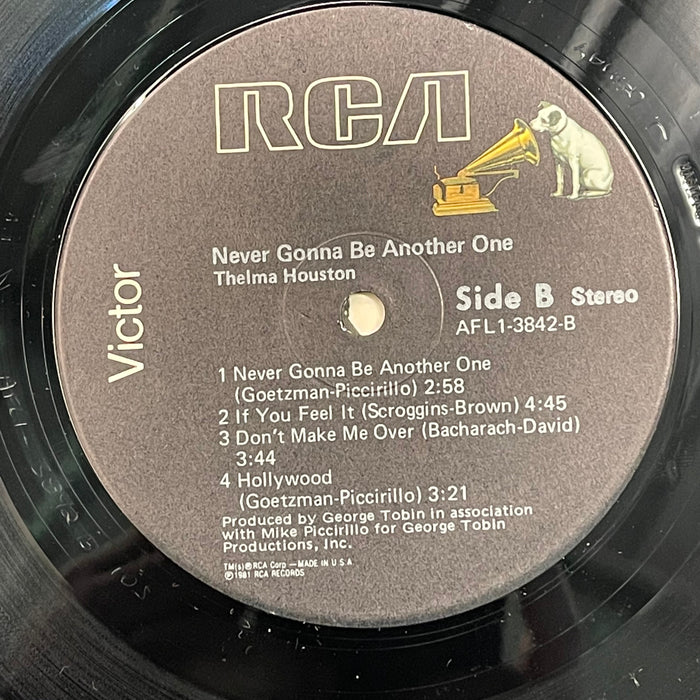 RCA
Never Gonna Be Another One
Thelma Houston
Victor
Side B Stereo
AFL1-3842-B
1 Never Gonna Be Another One
(Goetzman-Piccirillo) 2:58
2 If You Feel It (Scroggins-Brown) 4:45
3 Don't Make Me Over (Bacharach-David)
3:44
4 Hollywood
(Goetzman-Piccirillo) 3:21
Produced by George Tobin in association
with Mike Piccirillo for George Tobin
Productions, Inc.
TM(s)®RCA Corp — MADE IN U.S.A.
℗1981 RCA RECORDS